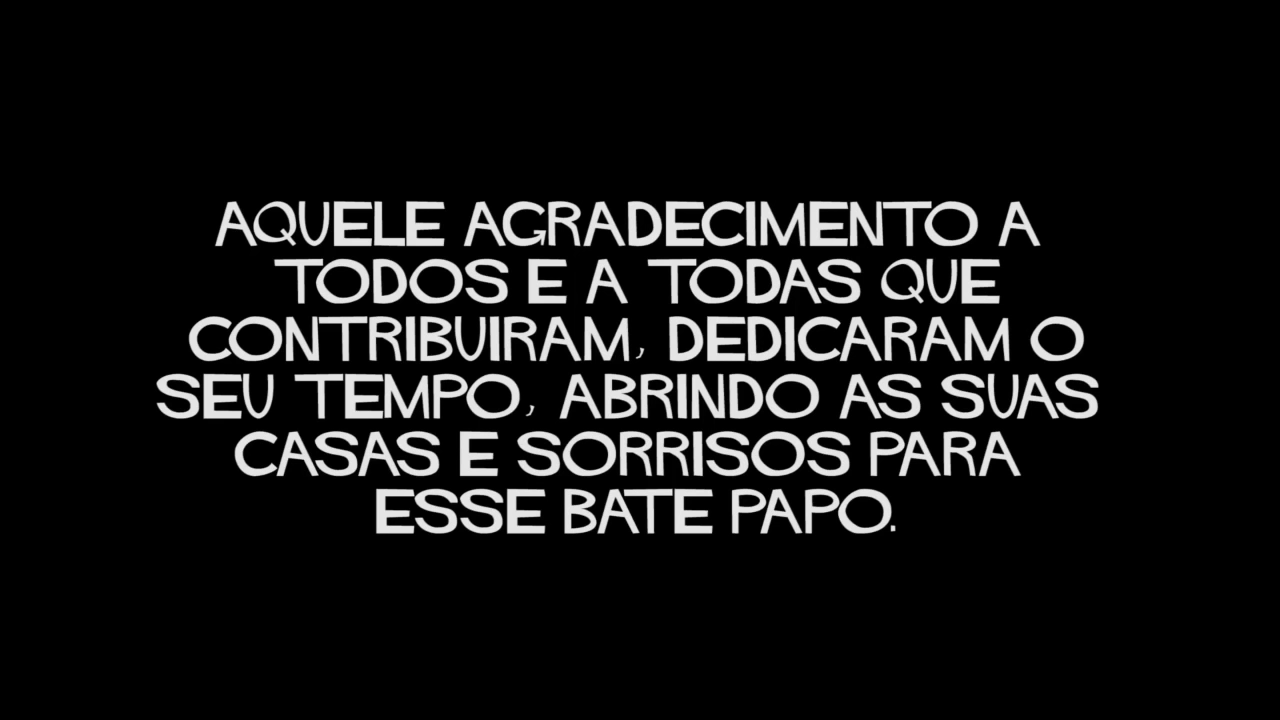 AQUELE AGRADECIMENTO A
TODOS E A TODAS QUE
CONTRIBUIRAM, DEDICARAM O
SEU TEMPO, ABRINDO AS SUAS
CASAS E SORRISOS PARA
ESSE BATE PAPO.